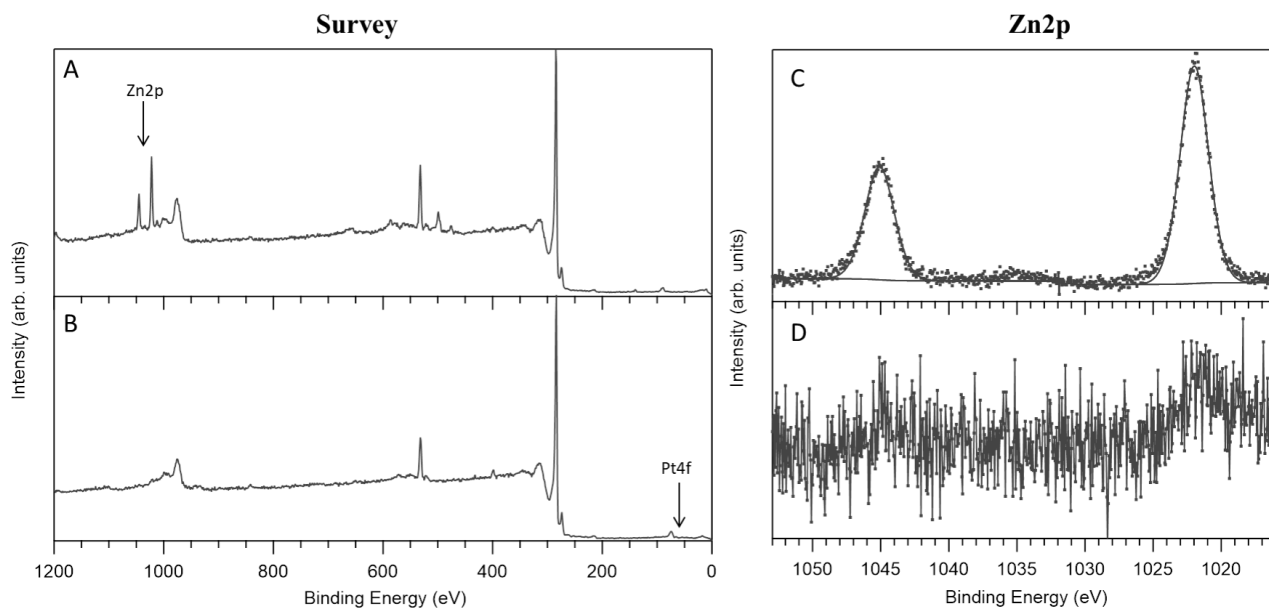 Survey
Zn2p
A
Zn2p
B
Pt4f
Intensity (arb. units)
1200 1000 800 600 400 200 0
Binding Energy (eV)
C
D
Intensity (arb. units)
1050 1045 1040 1035 1030 1025 1020
Binding Energy (eV)